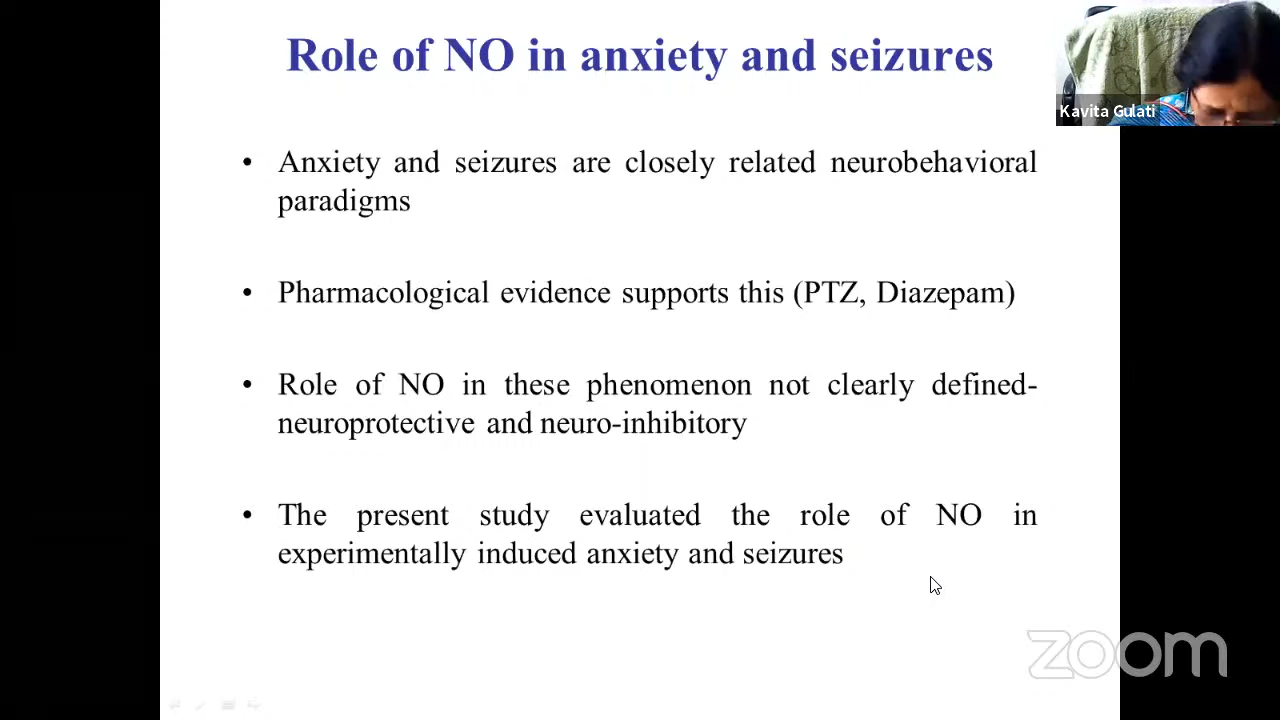 Role of NO in anxiety and seizures
Kavita Gulati
• Anxiety and seizures are closely related neurobehavioral
paradigms
• Pharmacological evidence supports this (PTZ, Diazepam)
• Role of NO in these phenomenon not clearly defined-
neuroprotective and neuro-inhibitory
• The present study evaluated the role of NO in
experimentally induced anxiety and seizures
zoom